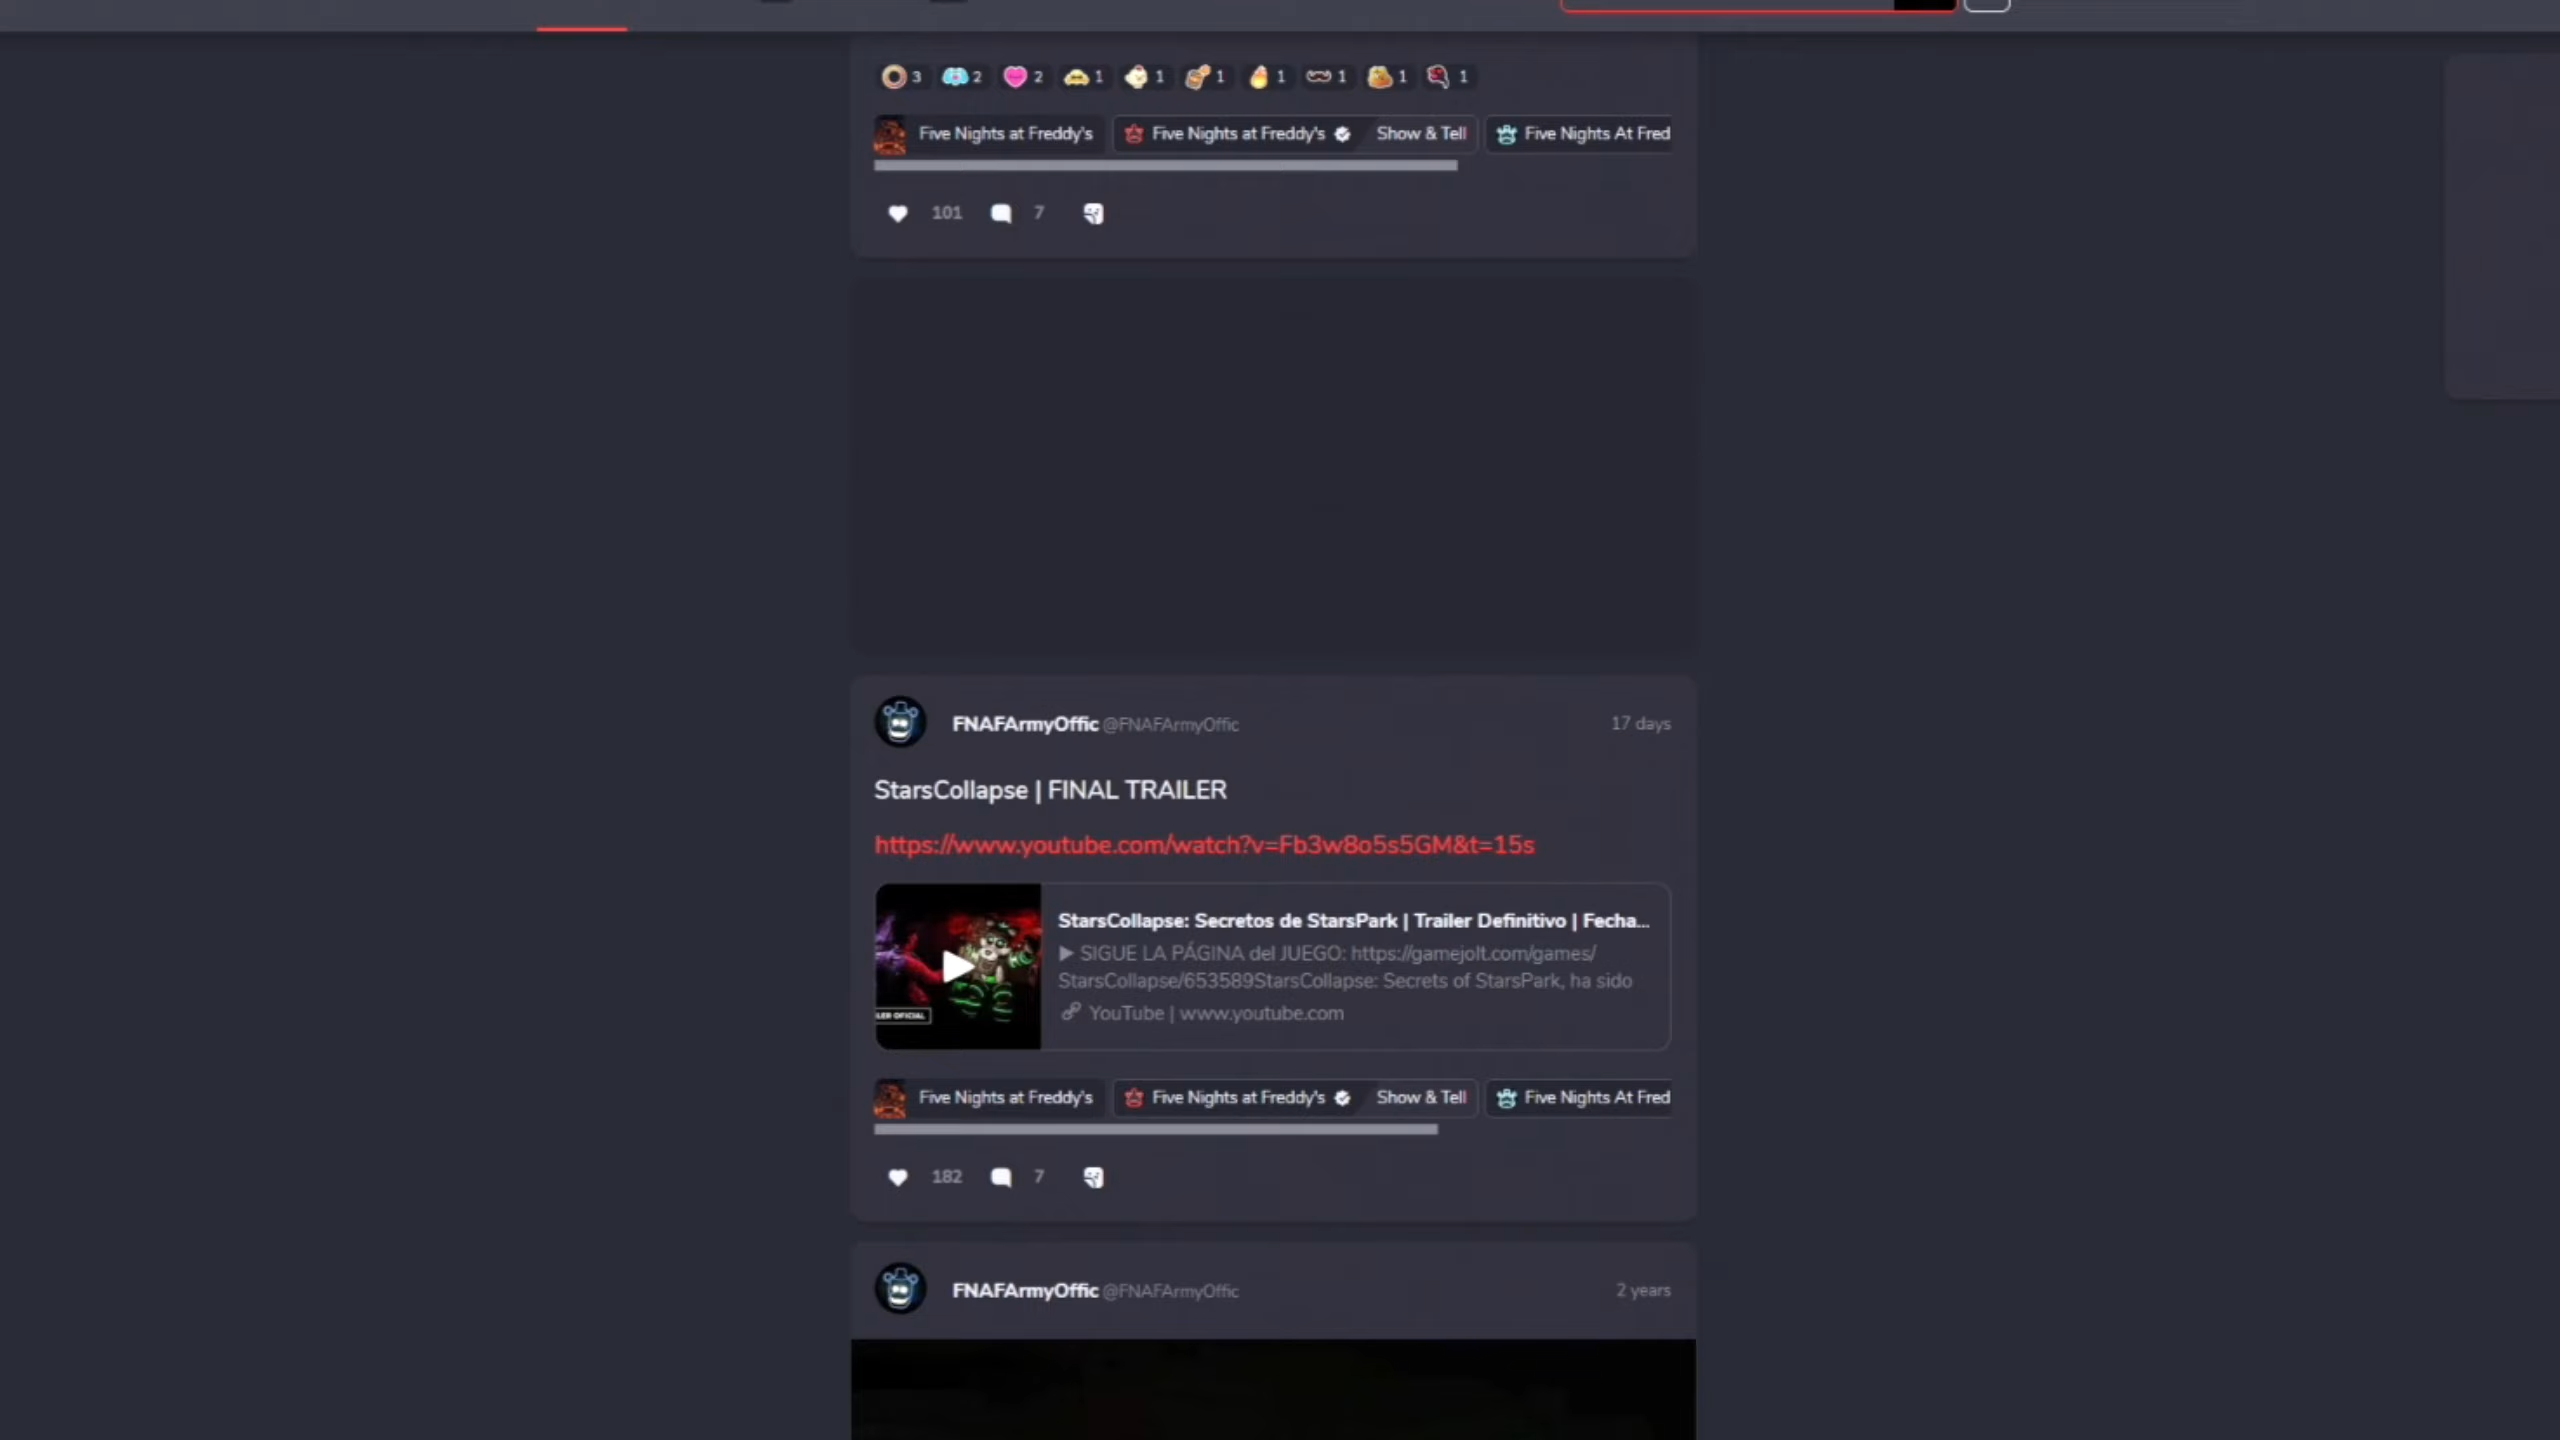 3 2 2 1 1 1 1 1 1 1
Five Nights at Freddy's Five Nights at Freddy's Show & Tell Five Nights At Fred
101 7
FNAFArmyOffic @FNAFArmyOffic 17 days
StarsCollapse | FINAL TRAILER
https://www.youtube.com/watch?v=Fb3w8o5s5GM&t=15s
StarsCollapse: Secretos de StarsPark | Trailer Definitivo | Fecha...
▶ SIGUE LA PÁGINA del JUEGO: https://gamejolt.com/games/
StarsCollapse/653589StarsCollapse: Secrets of StarsPark, ha sido
LER OFICIAL
YouTube | www.youtube.com
Five Nights at Freddy's Five Nights at Freddy's Show & Tell Five Nights At Fred
182 7
FNAFArmyOffic @FNAFArmyOffic 2 years